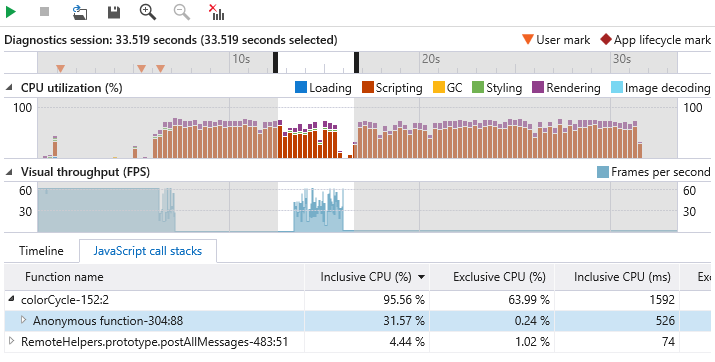 Diagnostics session: 33.519 seconds (33.519 seconds selected) User mark App lifecycle mark
10s 20s 30s
CPU utilization (%) Loading Scripting GC Styling Rendering Image decoding
100 100
Visual throughput (FPS) Frames per second
60 60
30 30
Timeline JavaScript call stacks
Function name Inclusive CPU (%) Exclusive CPU (%) Inclusive CPU (ms) Exc
colorCycle-152:2 95.56 % 63.99 % 1592
Anonymous function-304:88 31.57 % 0.24 % 526
RemoteHelpers.prototype.postAllMessages-483:51 4.44 % 1.02 % 74